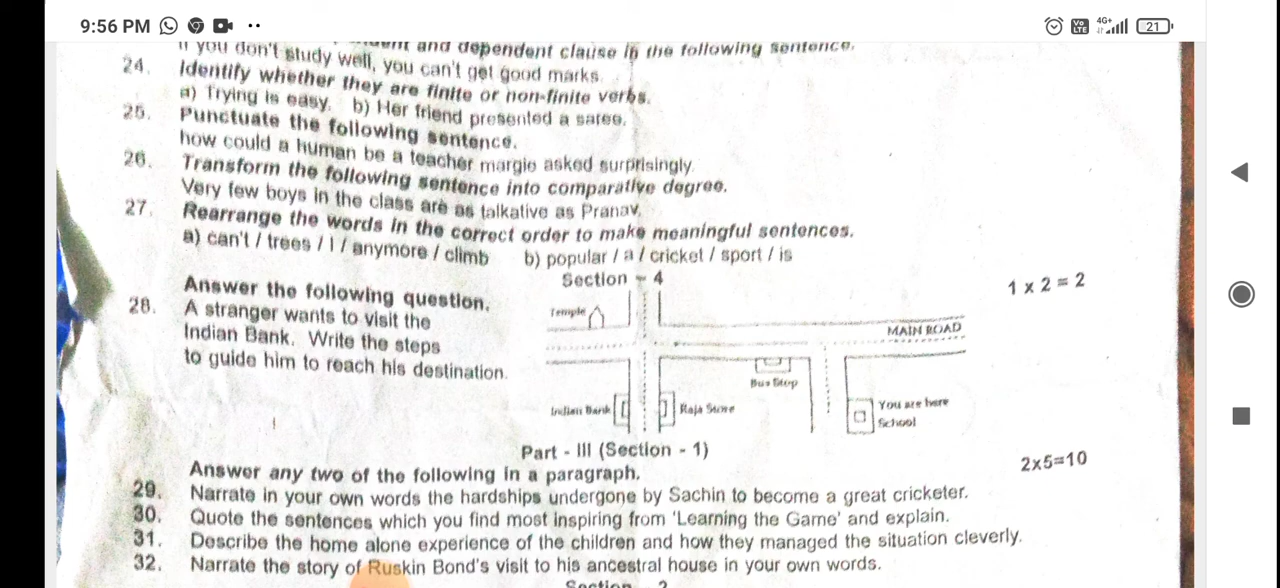 9:56 PM
4G+
Vo LTE
21
and dependent clause in the following sentence.
If you don't study well, you can't get good marks.
24. Identify whether they are finite or non-finite verbs.
a) Trying is easy. b) Her friend presented a saree.
25. Punctuate the following sentence.
how could a human be a teacher margie asked surprisingly.
26. Transform the following sentence into comparative degree.
Very few boys in the class are as talkative as Pranav.
27. Rearrange the words in the correct order to make meaningful sentences.
a) can't / trees / I / anymore / climb b) popular / a / cricket / sport / is
Section - 4
Answer the following question. 1 x 2 = 2
28. A stranger wants to visit the
Indian Bank. Write the steps
to guide him to reach his destination.
Temple
MAIN ROAD
Bus Stop
Indian Bank
Raja Store
You are here
School
Part - III (Section - 1)
Answer any two of the following in a paragraph. 2x5=10
29. Narrate in your own words the hardships undergone by Sachin to become a great cricketer.
30. Quote the sentences which you find most inspiring from 'Learning the Game' and explain.
31. Describe the home alone experience of the children and how they managed the situation cleverly.
32. Narrate the story of Ruskin Bond's visit to his ancestral house in your own words.
Section - 2